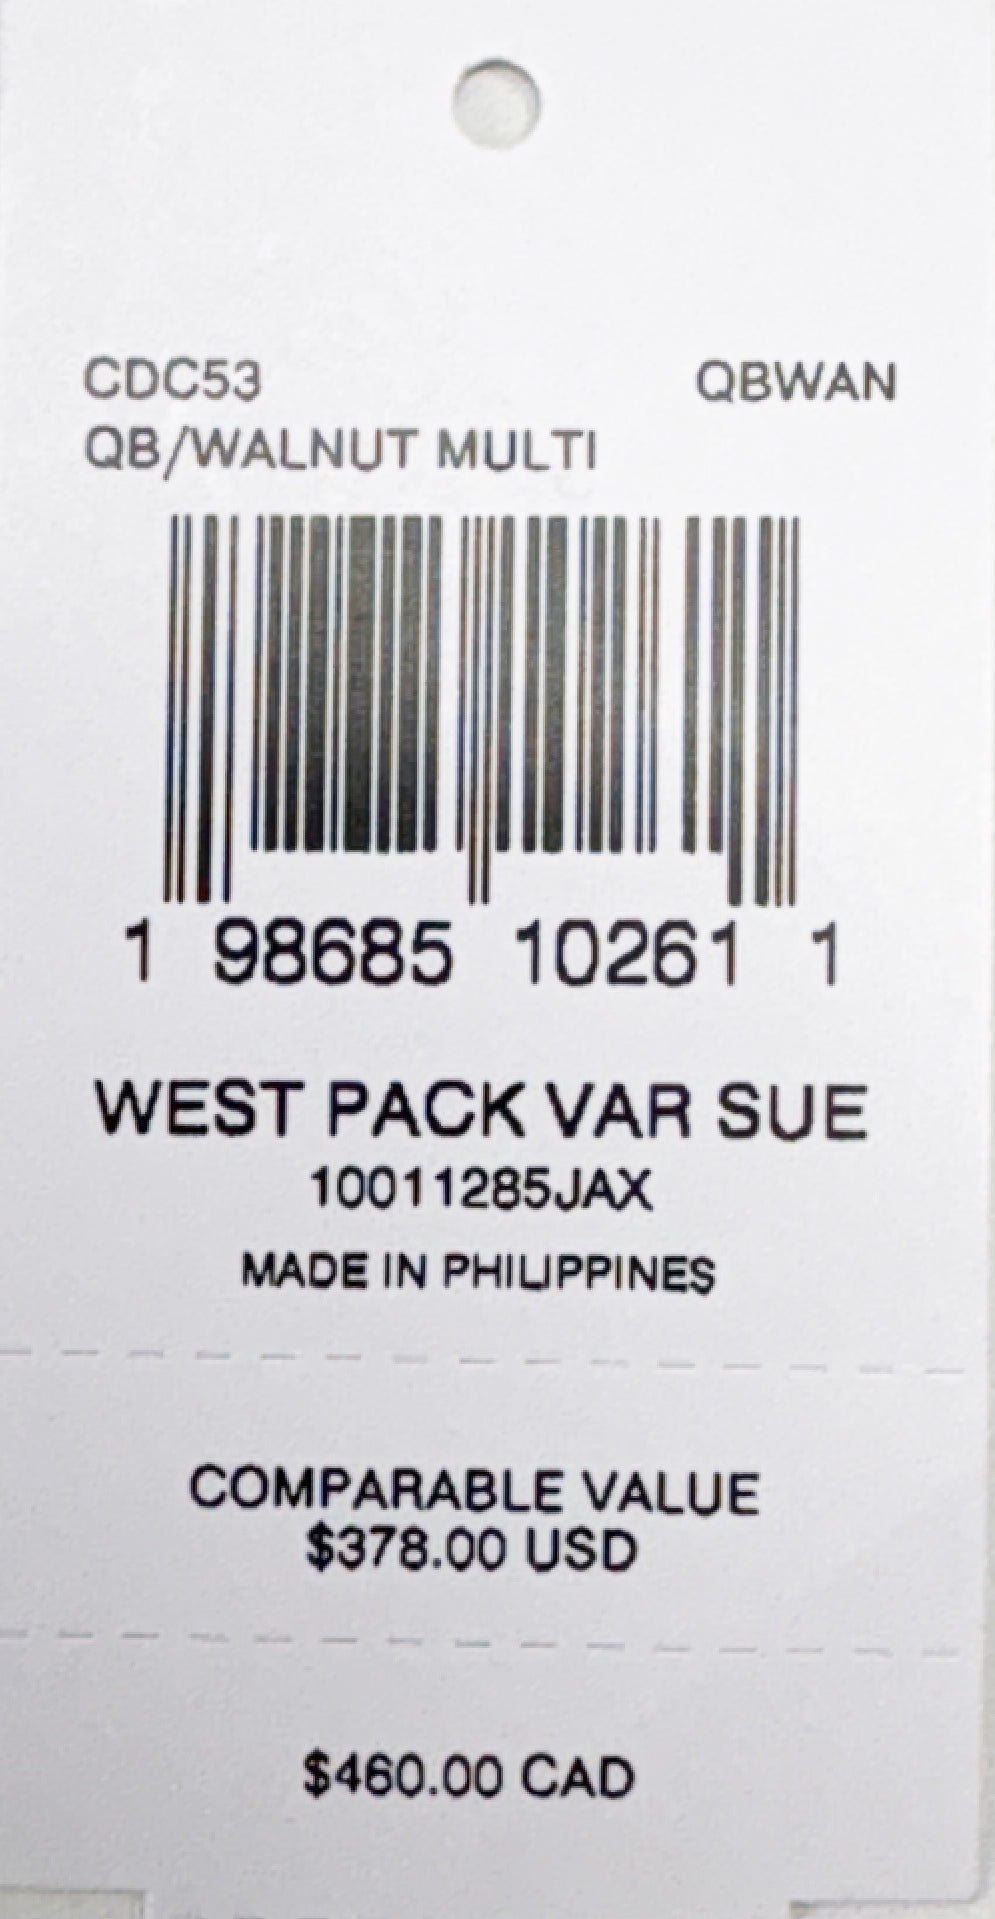 CDC53 QBWAN
QB/WALNUT MULTI
1 98685 10261 1
WEST PACK VAR SUE
10011285JAX
MADE IN PHILIPPINES
COMPARABLE VALUE
$378.00 USD
$460.00 CAD